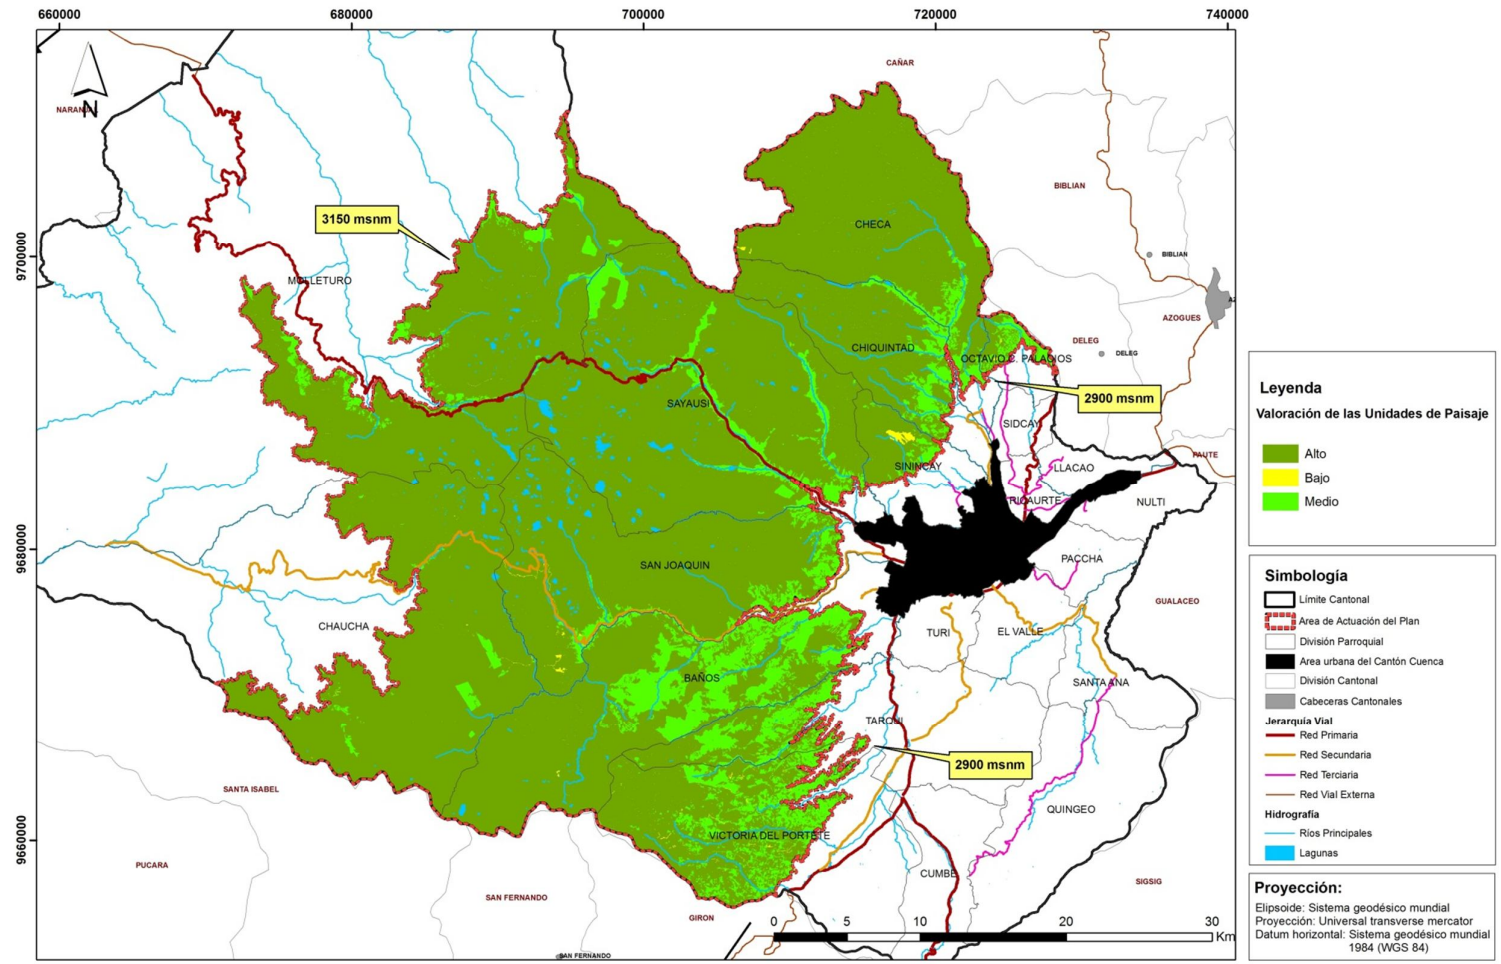 660000
680000
700000
720000
740000
CAÑAR
N
BIBLIAN
3150 msnm
CHECA
9700000
BIBLIAN
MOLLETURO
AZOGUES
DELEG
CHIQUINTAD
DELEG
OCTAVIO C. PALACIOS
2900 msnm
SAYAUSI
SIDCAY
PAUTE
SININCAY
LLACAO
RICAURTE
NULTI
9680000
PACCHA
SAN JOAQUIN
GUALACEO
CHAUCHA
TURI
EL VALLE
BAÑOS
SANTA ANA
TARQUI
2900 msnm
SANTA ISABEL
QUINGEO
VICTORIA DEL PORTETE
9660000
PUCARA
CUMBE
SIGSIG
SAN FERNANDO
GIRON
0 5 10 20 30
Km
SAN FERNANDO
Leyenda
Valoración de las Unidades de Paisaje
Alto
Bajo
Medio
Simbología
Límite Cantonal
Area de Actuación del Plan
División Parroquial
Area urbana del Cantón Cuenca
División Cantonal
Cabeceras Cantonales
Jerarquía Vial
Red Primaria
Red Secundaria
Red Terciaria
Red Vial Externa
Hidrografía
Ríos Principales
Lagunas
Proyección:
Elipsoide: Sistema geodésico mundial
Proyección: Universal transverse mercator
Datum horizontal: Sistema geodésico mundial
1984 (WGS 84)